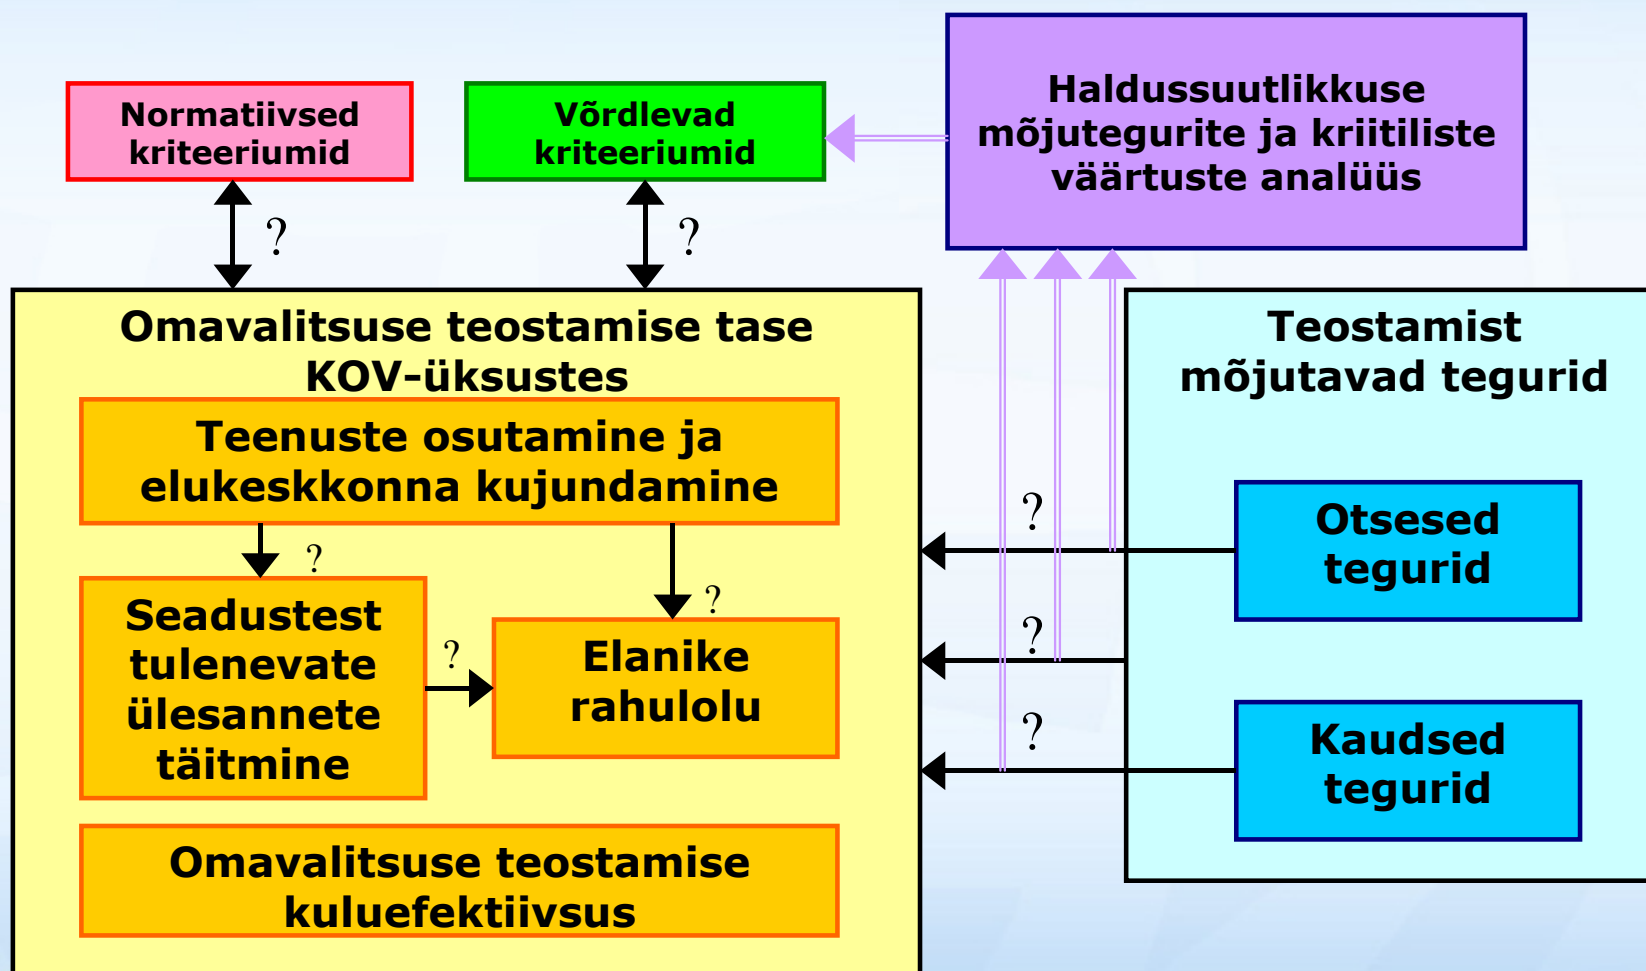 Normatiivsed
kriteeriumid
Võrdlevad
kriteeriumid
Haldussuutlikkuse
mõjutegurite ja kriitiliste
väärtuste analüüs
?
?
Omavalitsuse teostamise tase
KOV-üksustes
Teenuste osutamine ja
elukeskkonna kujundamine
?
?
Seadustest
tulenevate
ülesannete
täitmine
?
Elanike
rahulolu
Omavalitsuse teostamise
kuluefektiivsus
?
?
?
Teostamist
mõjutavad tegurid
Otsesed
tegurid
Kaudsed
tegurid